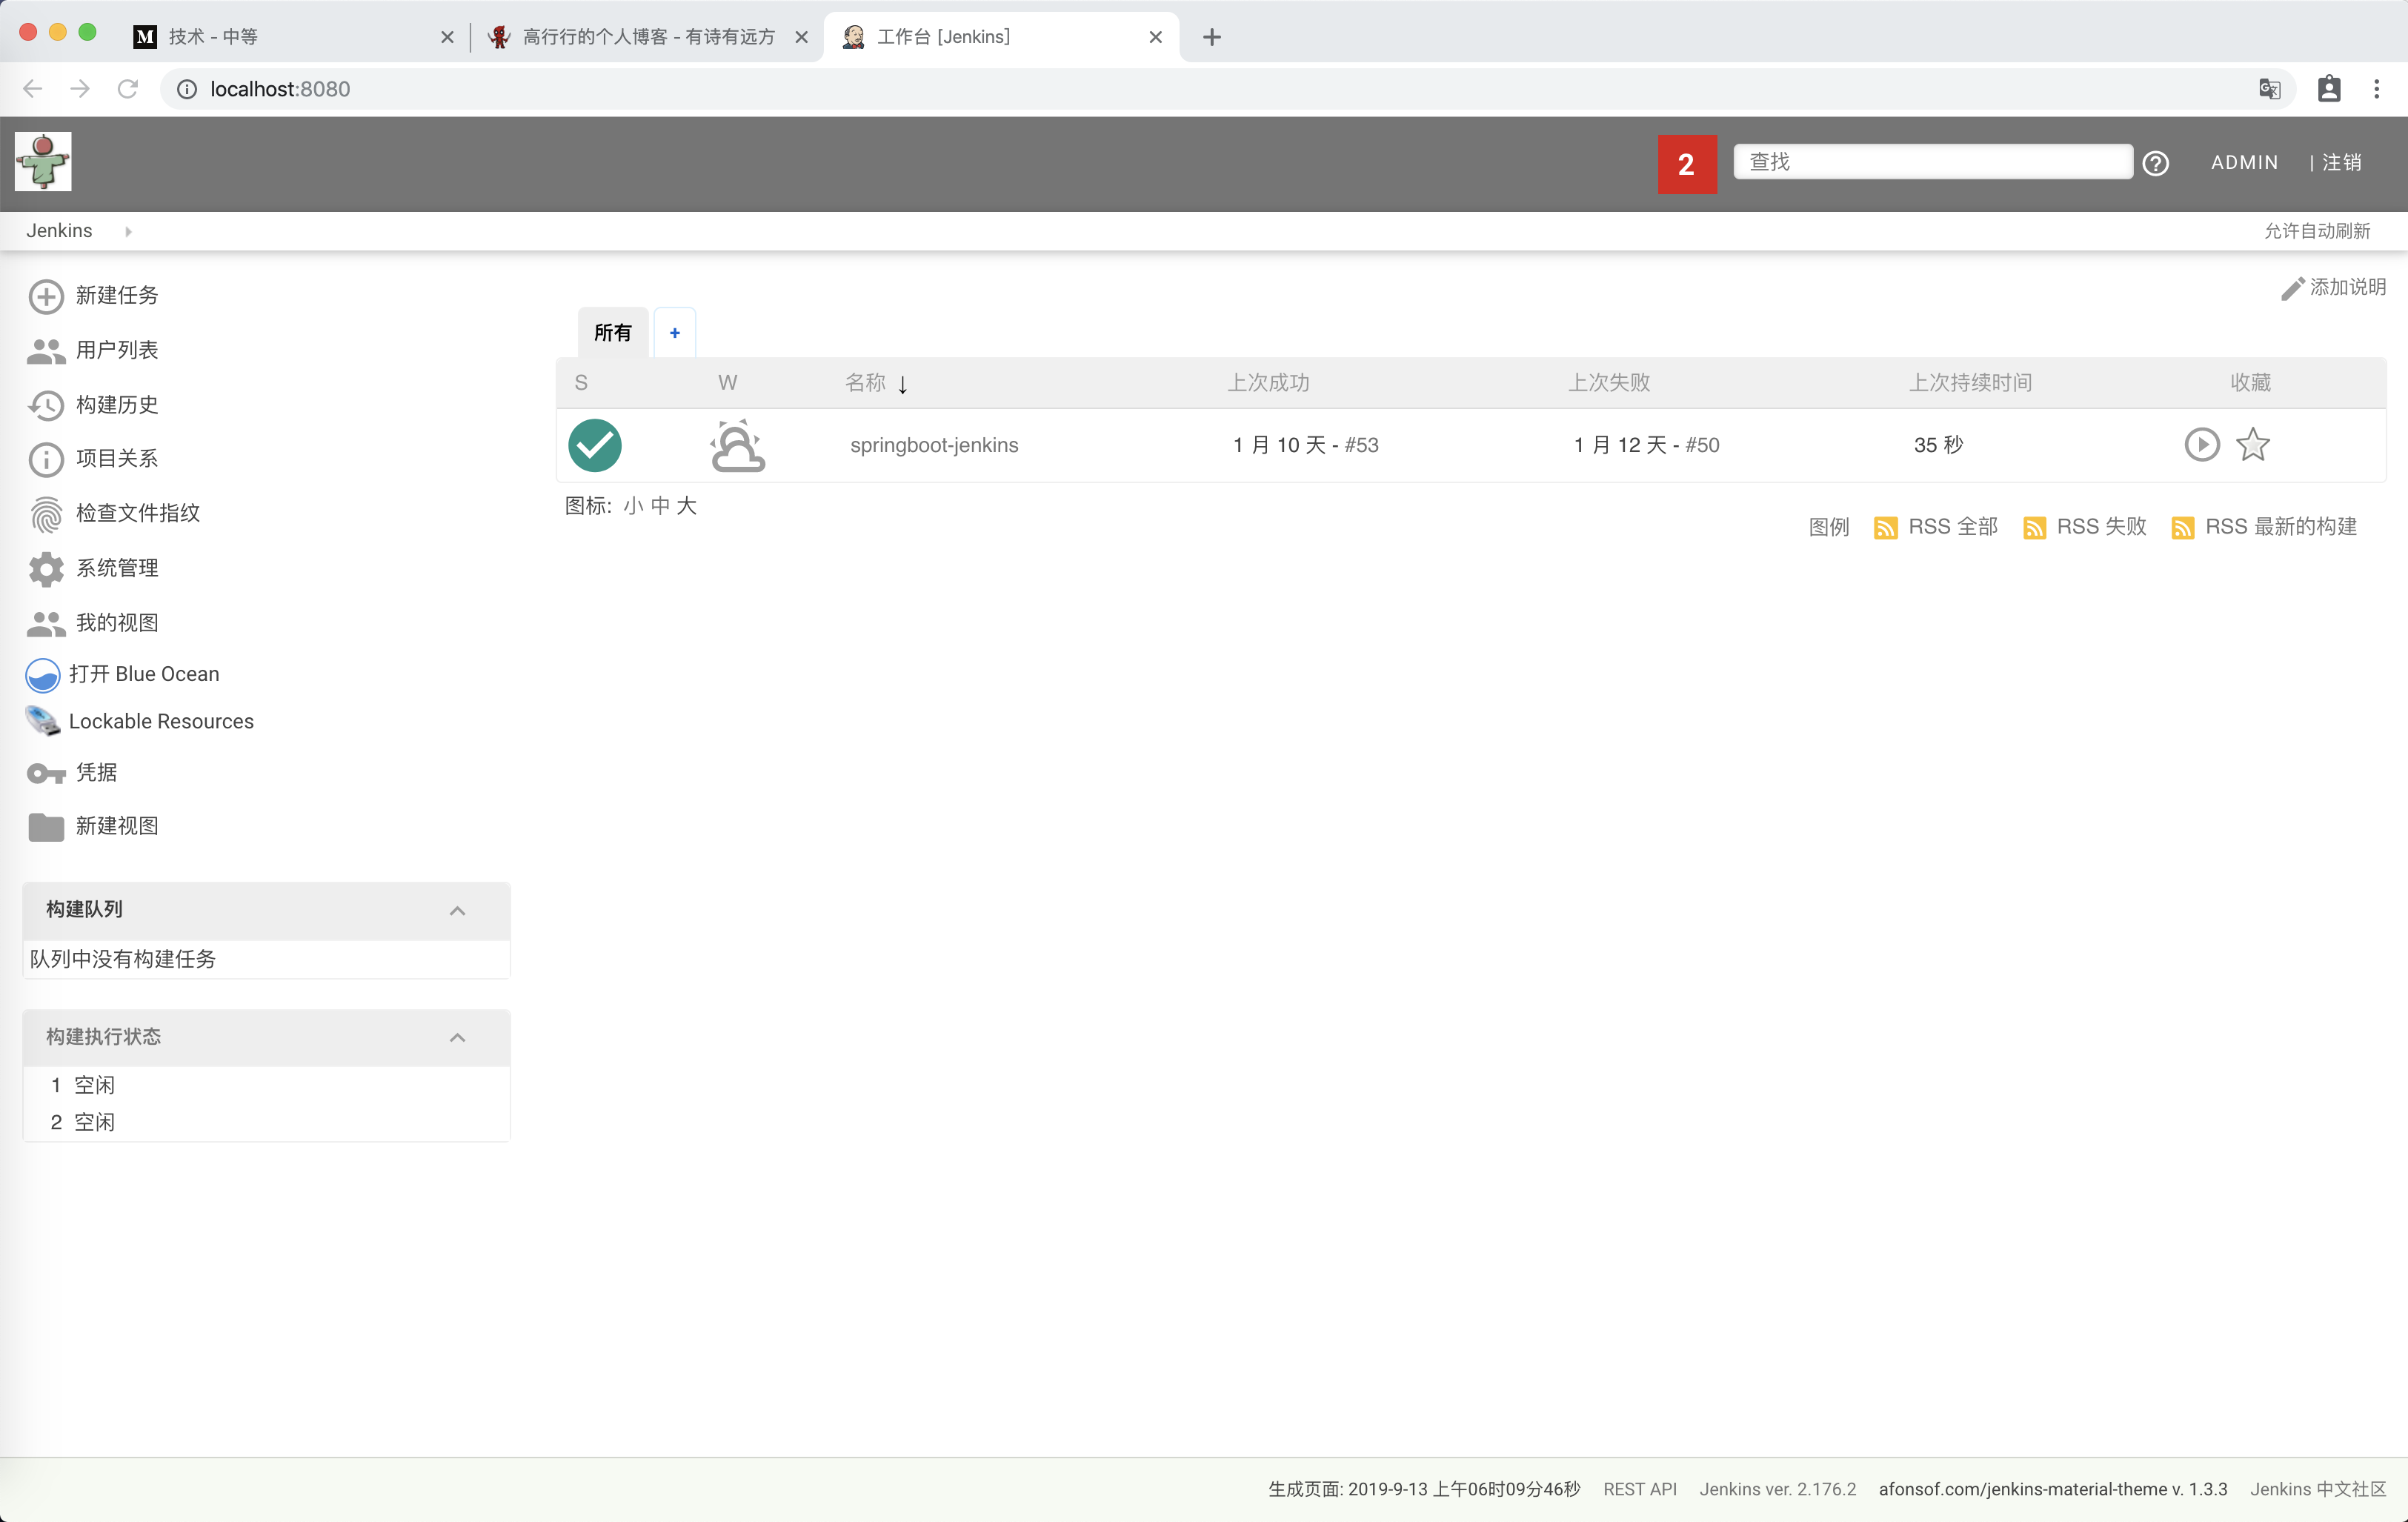 技术 - 中等
高行行的个人博客 - 有诗有远方
工作台 [Jenkins]
localhost:8080
2
查找
ADMIN
| 注销
Jenkins
允许自动刷新
新建任务
用户列表
构建历史
项目关系
检查文件指纹
系统管理
我的视图
打开 Blue Ocean
Lockable Resources
凭据
新建视图
构建队列
队列中没有构建任务
构建执行状态
1 空闲
2 空闲
添加说明
所有 +
S W 名称 ↓ 上次成功 上次失败 上次持续时间 收藏
springboot-jenkins 1 月 10 天 - #53 1 月 12 天 - #50 35 秒
图标: 小 中 大
图例 RSS 全部 RSS 失败 RSS 最新的构建
生成页面: 2019-9-13 上午06时09分46秒 REST API Jenkins ver. 2.176.2 afonsof.com/jenkins-material-theme v. 1.3.3 Jenkins 中文社区